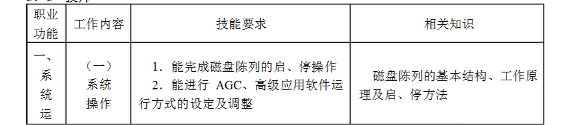 职业
功能
工作内容
技能要求
相关知识
一、
系
统
运
（一）
系统
操作
1．能完成磁盘陈列的启、停操作
2．能进行 AGC、高级应用软件运
行方式的设定及调整
磁盘陈列的基本结构、工作原
理及启、停方法